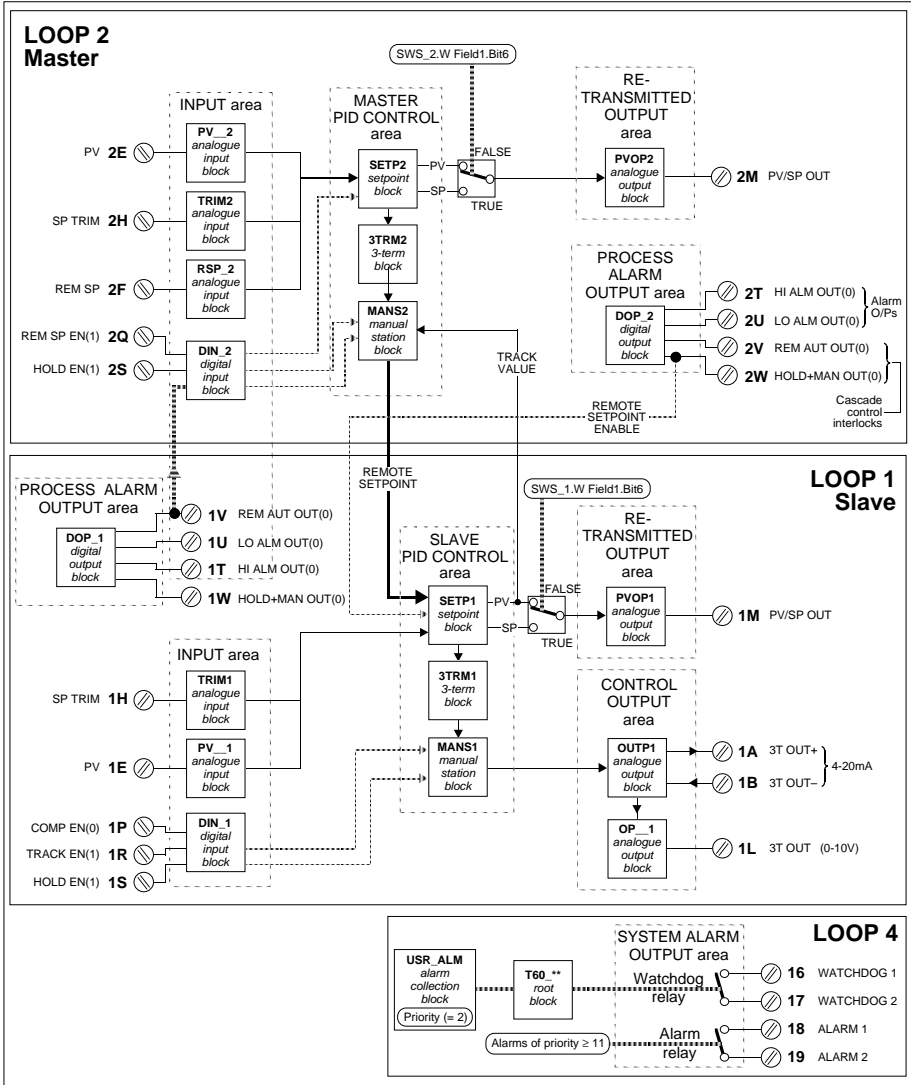 LOOP 2
Master
SWS_2.W Field1.Bit6
INPUT area
MASTER
PID CONTROL
area
RE-
TRANSMITTED
OUTPUT
area
PV 2E
PV__2
analogue
input
block
SETP2
setpoint
block
PV
SP
FALSE
TRUE
PVOP2
analogue
output
block
2M PV/SP OUT
SP TRIM 2H
TRIM2
analogue
input
block
3TRM2
3-term
block
REM SP 2F
RSP_2
analogue
input
block
MANS2
manual
station
block
REM SP EN(1) 2Q
HOLD EN(1) 2S
DIN_2
digital
input
block
TRACK
VALUE
PROCESS
ALARM
OUTPUT area
DOP_2
digital
output
block
2T HI ALM OUT(0)
2U LO ALM OUT(0)
Alarm
O/Ps
2V REM AUT OUT(0)
2W HOLD+MAN OUT(0)
Cascade
control
interlocks
REMOTE
SETPOINT
ENABLE
REMOTE
SETPOINT
LOOP 1
Slave
PROCESS ALARM
OUTPUT area
DOP_1
digital
output
block
1V REM AUT OUT(0)
1U LO ALM OUT(0)
1T HI ALM OUT(0)
1W HOLD+MAN OUT(0)
SWS_1.W Field1.Bit6
SLAVE
PID CONTROL
area
RE-
TRANSMITTED
OUTPUT
area
SETP1
setpoint
block
PV
SP
FALSE
TRUE
PVOP1
analogue
output
block
1M PV/SP OUT
INPUT area
SP TRIM 1H
TRIM1
analogue
input
block
3TRM1
3-term
block
CONTROL
OUTPUT
area
PV 1E
PV__1
analogue
input
block
MANS1
manual
station
block
OUTP1
analogue
output
block
1A 3T OUT+
1B 3T OUT–
4-20mA
COMP EN(0) 1P
TRACK EN(1) 1R
HOLD EN(1) 1S
DIN_1
digital
input
block
OP__1
analogue
output
block
1L 3T OUT (0-10V)
LOOP 4
SYSTEM ALARM
OUTPUT area
USR_ALM
alarm
collection
block
Priority (= 2)
T60_**
root
block
Watchdog
relay
16 WATCHDOG 1
17 WATCHDOG 2
Alarms of priority ≥ 11
Alarm
relay
18 ALARM 1
19 ALARM 2